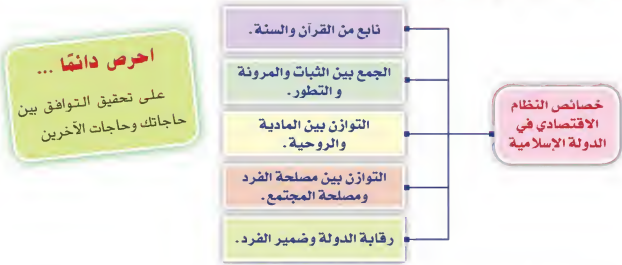 خصائص النظام
الاقتصادي في
الدولة الإسلامية
نابع من القرآن والسنة.
الجمع بين الثبات والمرونة
والتطور.
التوازن بين المادية
والروحية.
التوازن بين مصلحة الفرد
ومصلحة المجتمع.
رقابة الدولة وضمير الفرد.
احرص دائمًا ...
على تحقيق التوافق بين
حاجاتك وحاجات الآخرين